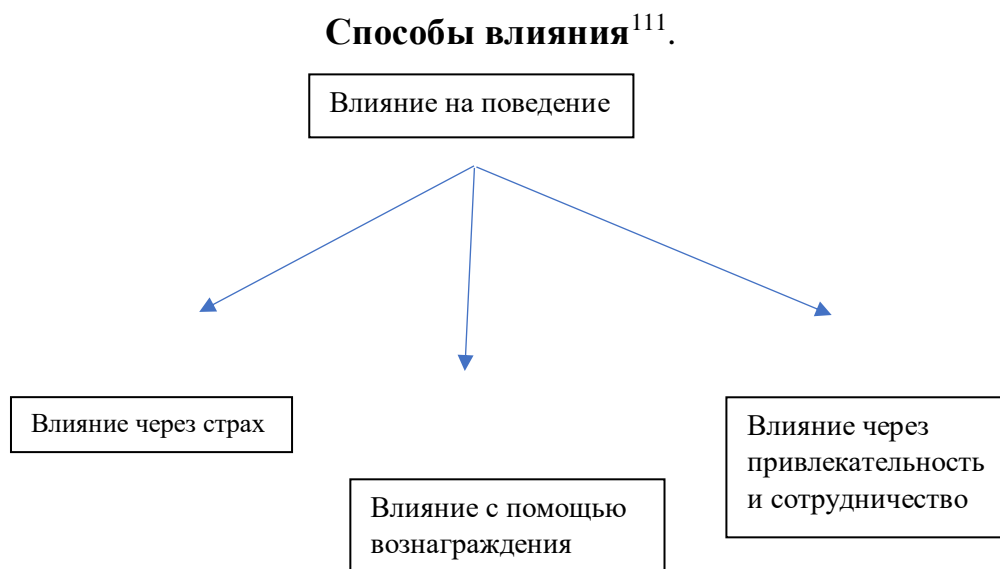 Способы влияния¹¹¹.
Влияние на поведение
Влияние через страх
Влияние с помощью
вознаграждения
Влияние через
привлекательность
и сотрудничество